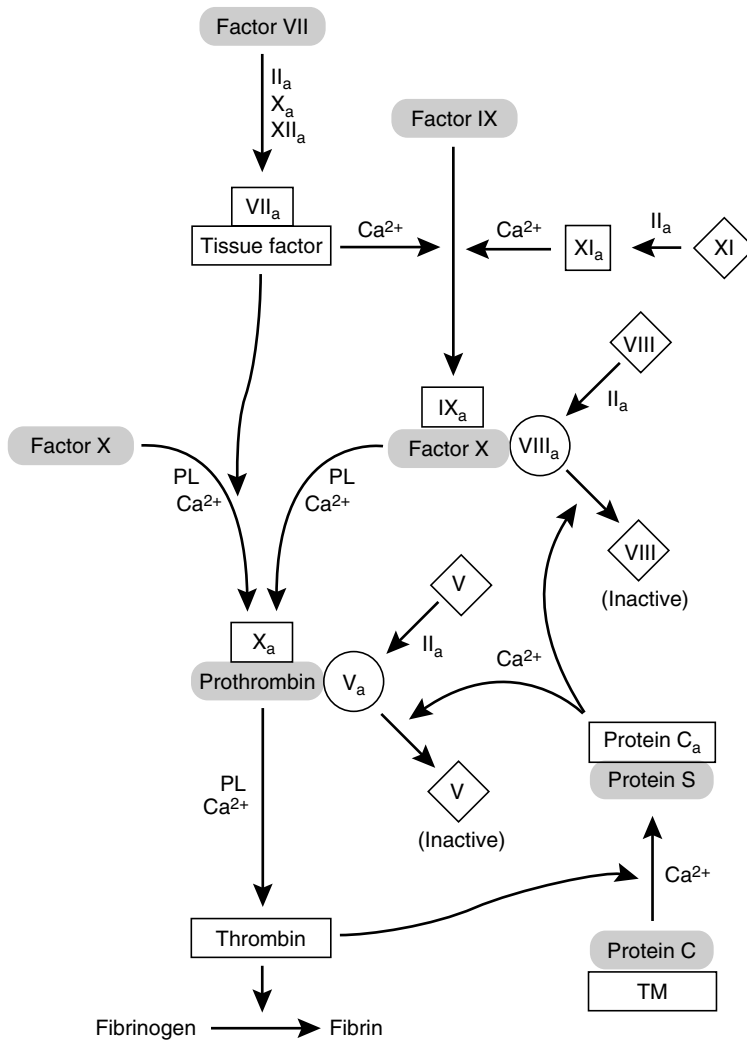 Factor VII
IIₐ
Xₐ
XIIₐ
Factor IX
VIIₐ
Tissue factor
Ca²⁺
Ca²⁺
XIₐ
IIₐ
XI
VIII
IIₐ
IXₐ
Factor X
Factor X
VIIIₐ
PL
Ca²⁺
PL
Ca²⁺
VIII
(Inactive)
V
IIₐ
Xₐ
Prothrombin
Vₐ
Ca²⁺
Protein Cₐ
Protein S
V
(Inactive)
PL
Ca²⁺
Ca²⁺
Thrombin
Protein C
TM
Fibrinogen
Fibrin